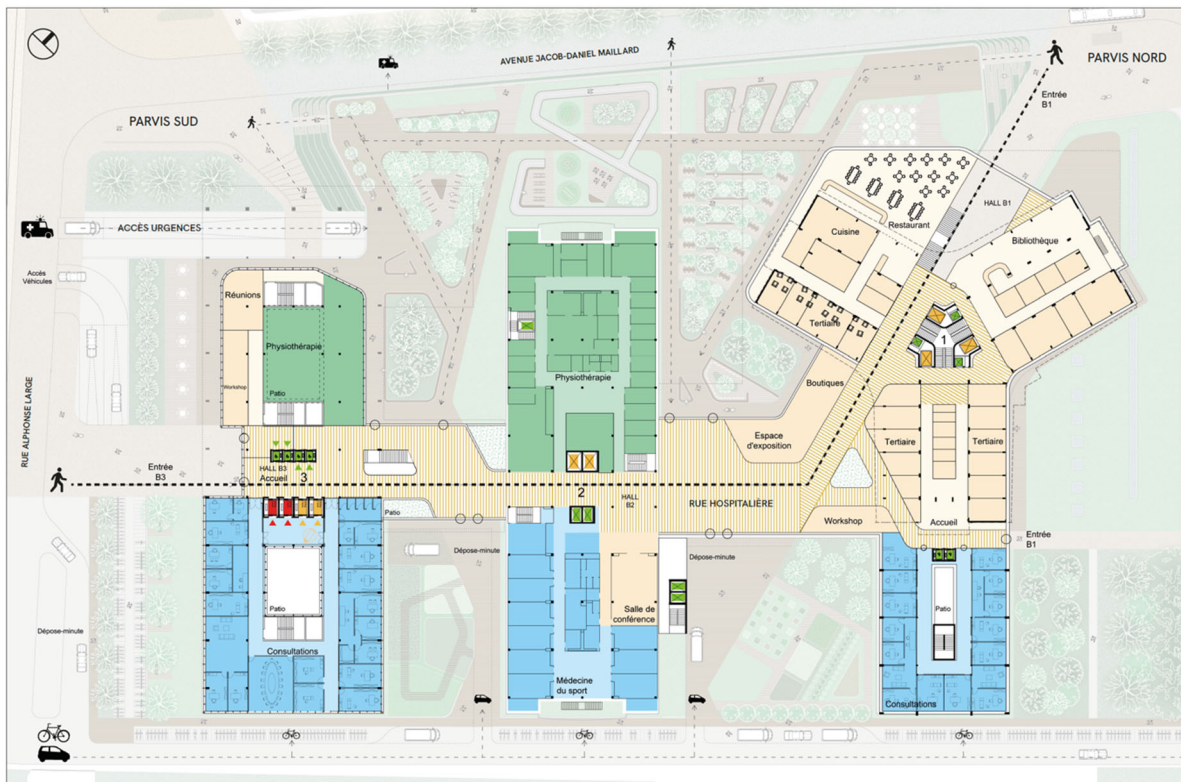 AVENUE JACOB-DANIEL MAILLARD
PARVIS NORD
Entrée
B1
PARVIS SUD
HALL B1
ACCÈS URGENCES
Cuisine
Restaurant
Bibliothèque
Accès
Véhicules
Réunions
Tertiaire
1
Physiothérapie
Physiothérapie
Workshop
Patio
Boutiques
RUE ALPHONSE LARGE
Espace
d'exposition
Tertiaire
Tertiaire
Entrée
B3
HALL B3
Accueil
3
2
HALL
B2
RUE HOSPITALIÈRE
Patio
Workshop
Accueil
Entrée
B1
Dépose-minute
Dépose-minute
Patio
Patio
Salle de
conférence
Dépose-minute
Consultations
Médecine
du sport
Consultations